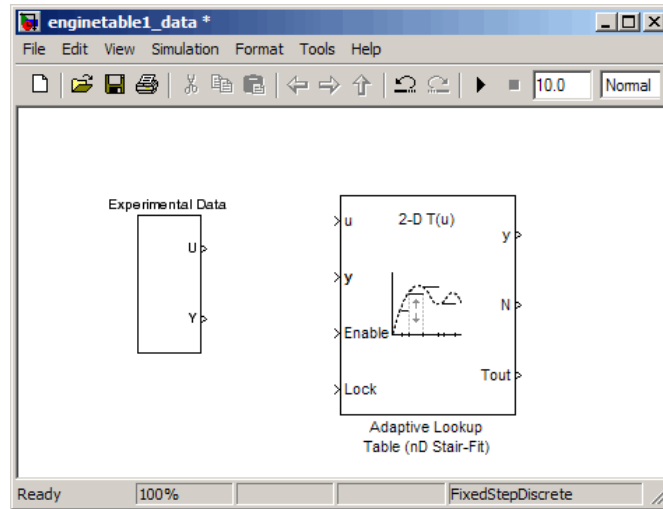 enginetable1_data *
File Edit View Simulation Format Tools Help
10.0 Normal
Experimental Data
U
Y
u 2-D T(u)
y
y
N
Enable
Tout
Lock
Adaptive Lookup
Table (nD Stair-Fit)
Ready 100% FixedStepDiscrete